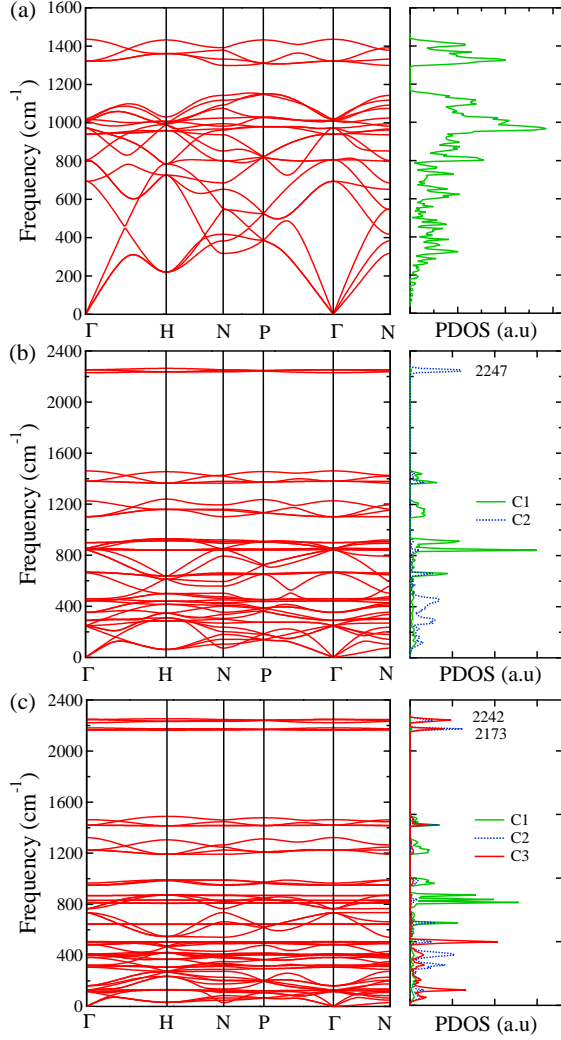 (a)
1600
1400
1200
1000
800
600
400
200
0
Frequency (cm⁻¹)
Γ H N P Γ N
PDOS (a.u)
(b)
2400
2000
1600
1200
800
400
0
Frequency (cm⁻¹)
Γ H N P Γ N
2247
C1
C2
PDOS (a.u)
(c)
2400
2000
1600
1200
800
400
0
Frequency (cm⁻¹)
Γ H N P Γ N
2242
2173
C1
C2
C3
PDOS (a.u)